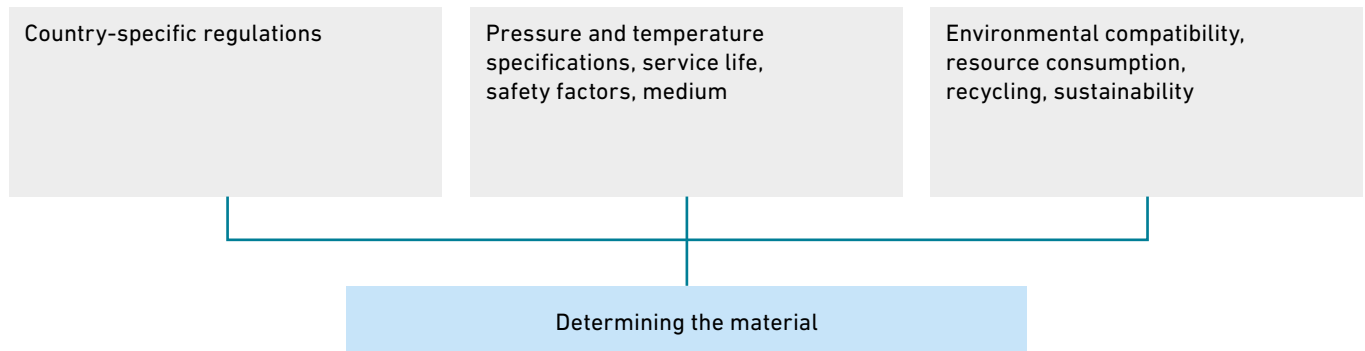 Country-specific regulations
Pressure and temperature
specifications, service life,
safety factors, medium
Environmental compatibility,
resource consumption,
recycling, sustainability
Determining the material